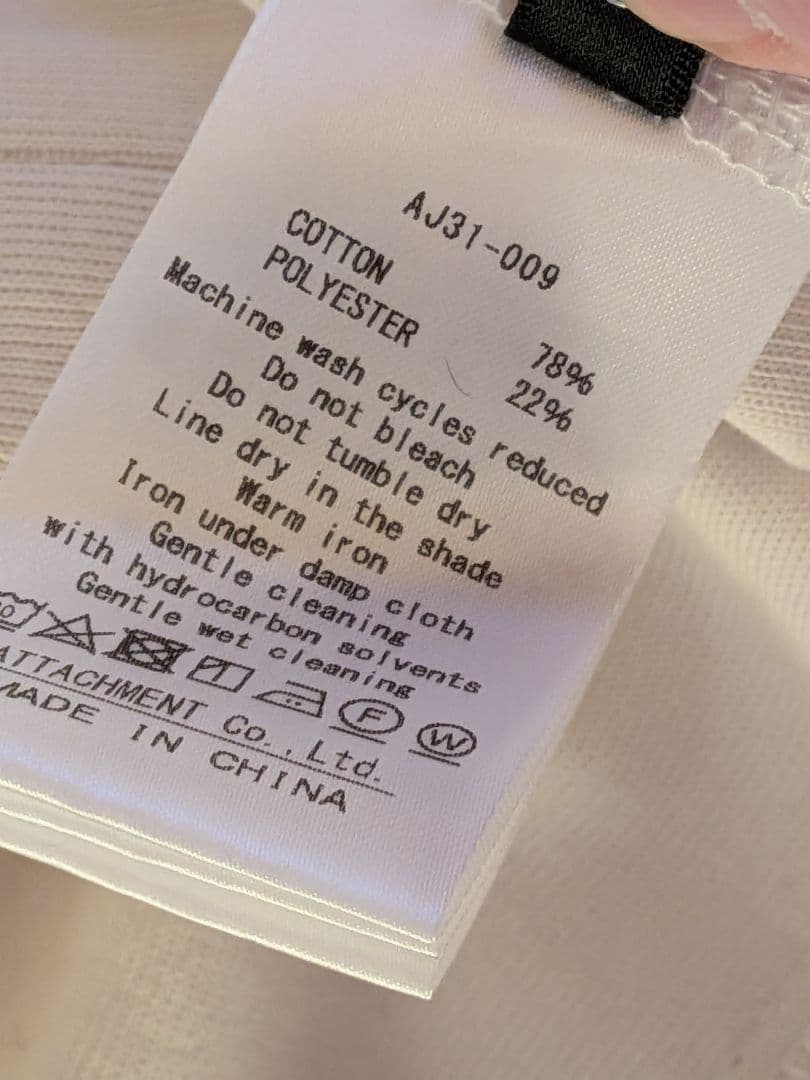 AJ31-009
COTTON 78%
POLYESTER 22%
Machine wash cycles reduced
Do not bleach
Do not tumble dry
Line dry in the shade
Warm iron
Iron under damp cloth
Gentle cleaning
with hydrocarbon solvents
Gentle wet cleaning
F W
ATTACHMENT Co., Ltd.
MADE IN CHINA